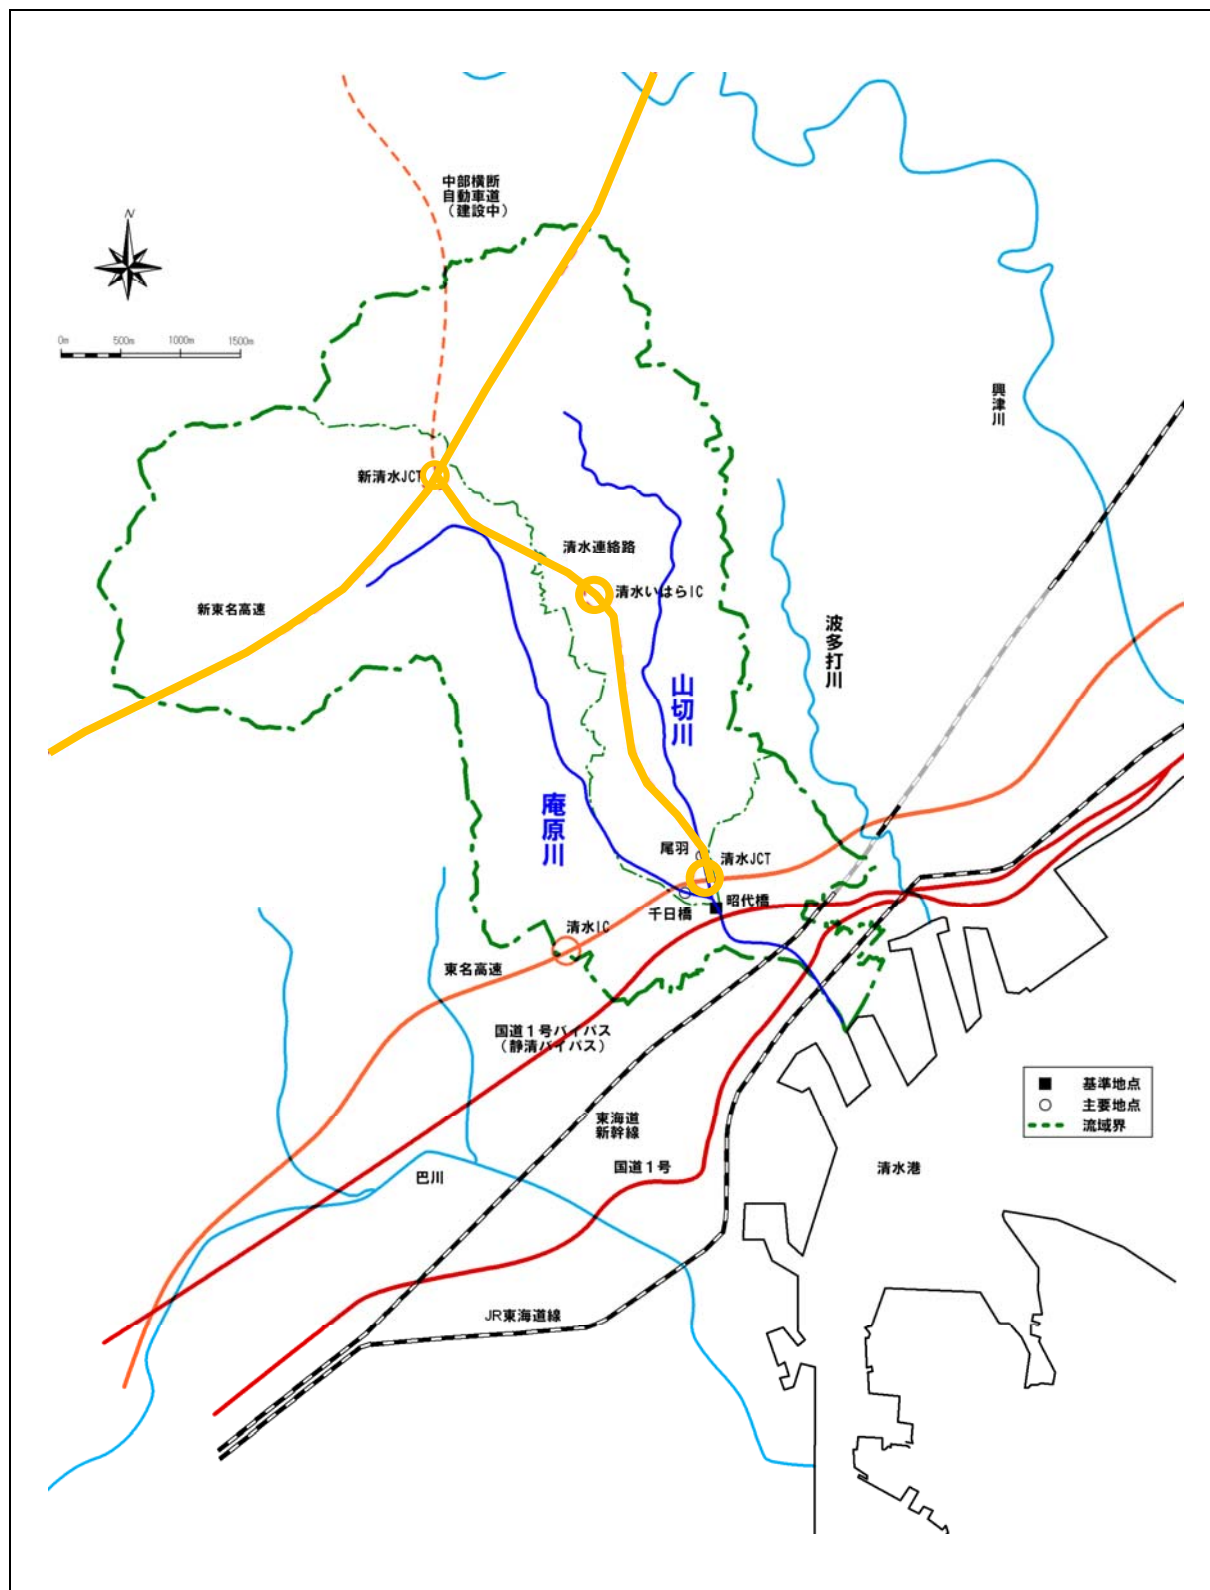 中部横断
自動車道
(建設中)
N
0m 500m 1000m 1500m
興津川
新清水JCT
清水連絡路
清水いはらIC
新東名高速
波多打川
山切川
庵原川
尾羽
清水JCT
昭代橋
千日橋
清水IC
東名高速
国道1号バイパス
(静清バイパス)
基準地点
主要地点
流域界
東海道
新幹線
国道1号
巴川
清水港
JR東海道線